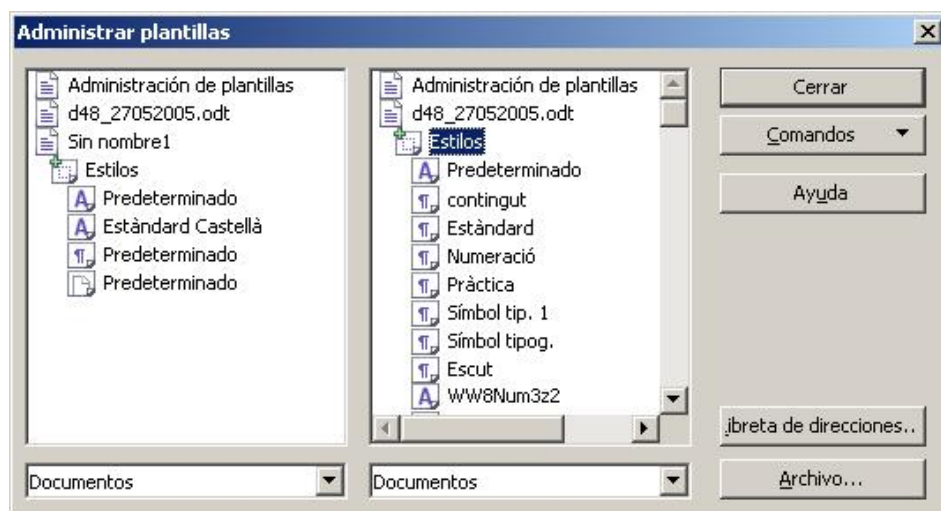 Administrar plantillas
Administración de plantillas
d48_27052005.odt
Sin nombre1
Estilos
Predeterminado
Estàndard Castellà
Predeterminado
Predeterminado
Documentos
Administración de plantillas
d48_27052005.odt
Estilos
Predeterminado
contingut
Estàndard
Numeració
Pràctica
Símbol tip. 1
Símbol tipog.
Escut
WW8Num3z2
Documentos
Cerrar
Comandos
Ayuda
ibreta de direcciones..
Archivo...